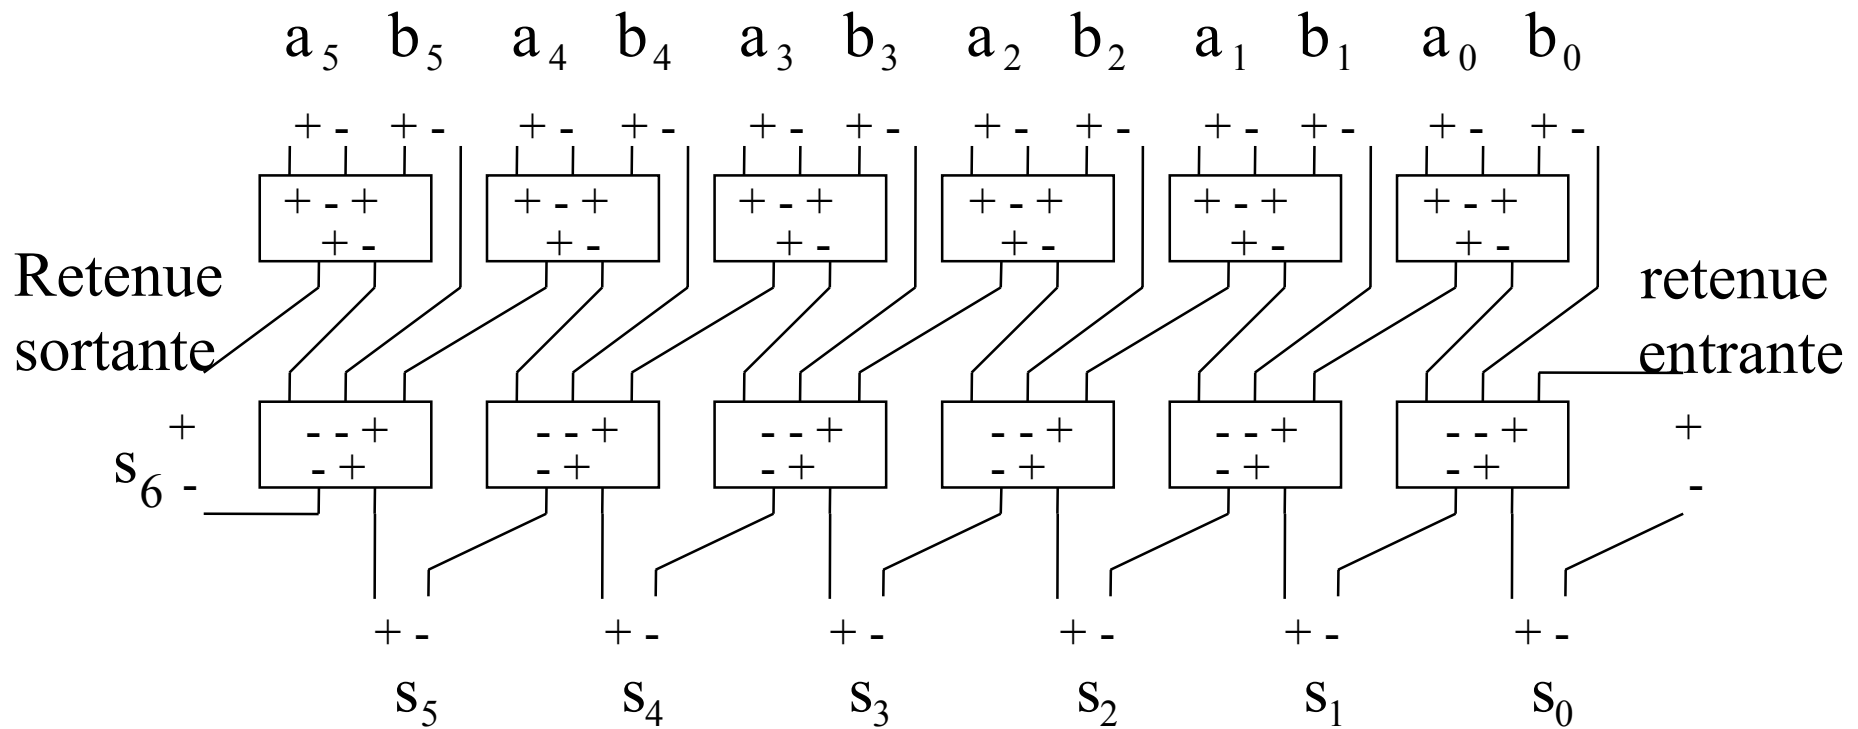 a5 b5 a4 b4 a3 b3 a2 b2 a1 b1 a0 b0
+ - + - + - + - + - + - + - + - + - + - + - + -
+ - + + - + + - + + - + + - + + - +
+ - + - + - + - + - + -
Retenue retenue
sortante entrante
+ - - + - - + - - + - - + - - + - - + +
s6 - + - + - + - + - + - +
- -
+ - + - + - + - + - + -
s5 s4 s3 s2 s1 s0